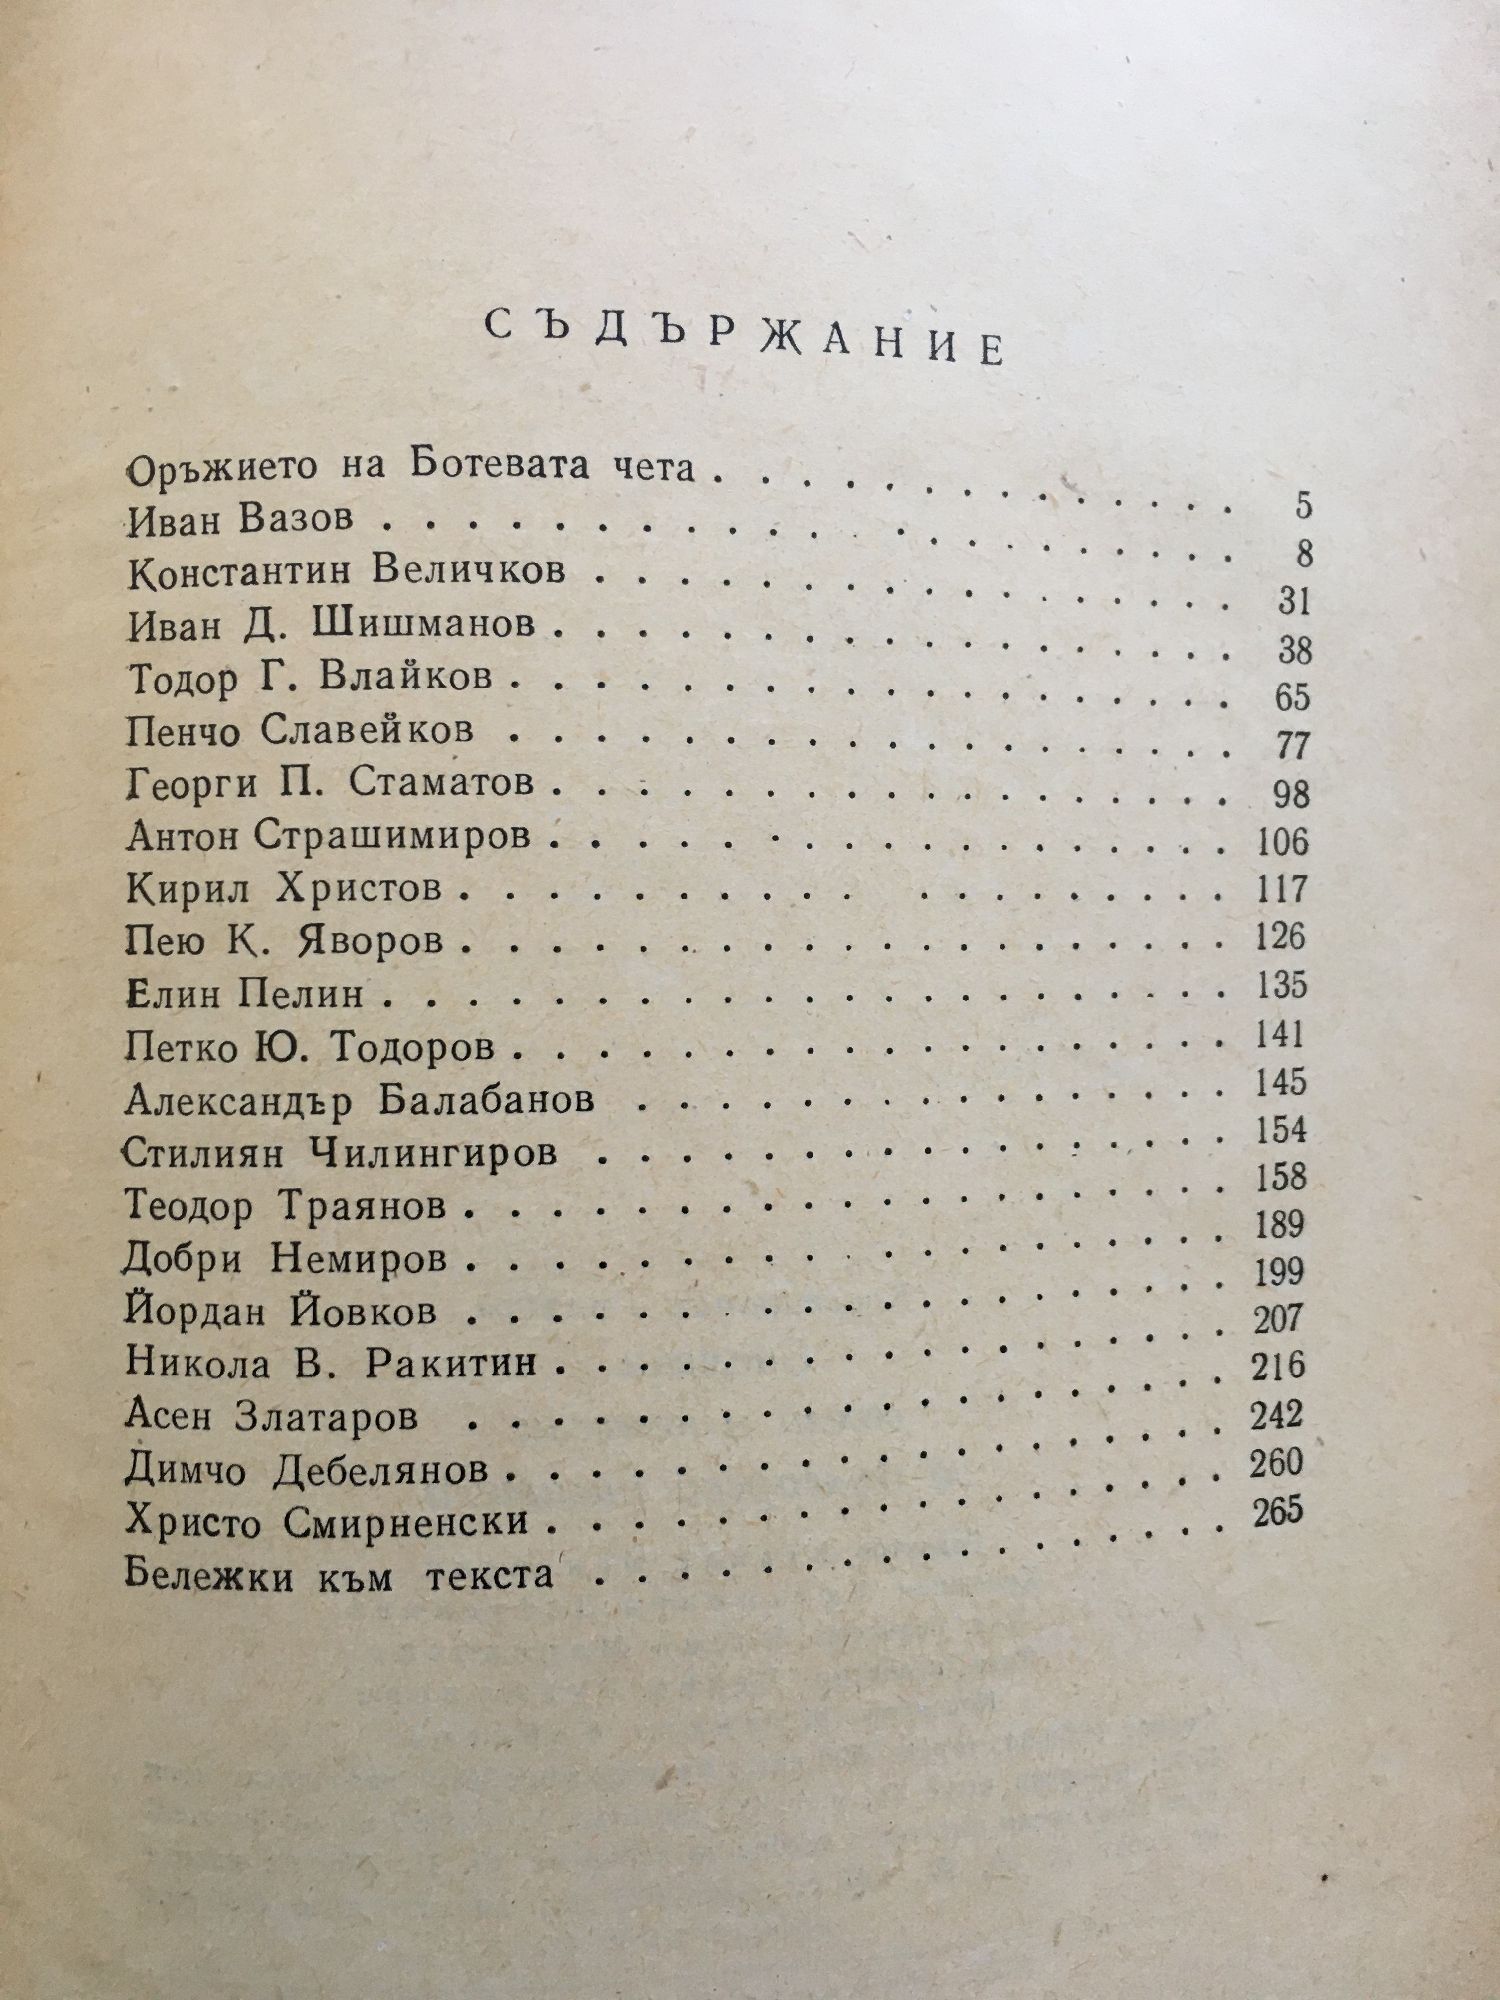 СЪДЪРЖАНИЕ
Оръжието на Ботевата чета . . . . . . . . . . . . . . 5
Иван Вазов . . . . . . . . . . . . . . . . . . . . 8
Константин Величков . . . . . . . . . . . . . . . . 31
Иван Д. Шишманов . . . . . . . . . . . . . . . . . 38
Тодор Г. Влайков . . . . . . . . . . . . . . . . . . 65
Пенчо Славейков . . . . . . . . . . . . . . . . . . 77
Георги П. Стаматов . . . . . . . . . . . . . . . . . 98
Антон Страшимиров . . . . . . . . . . . . . . . . . 106
Кирил Христов . . . . . . . . . . . . . . . . . . 117
Пею К. Яворов . . . . . . . . . . . . . . . . . . . 126
Елин Пелин . . . . . . . . . . . . . . . . . . . . . 135
Петко Ю. Тодоров . . . . . . . . . . . . . . . . . . 141
Александър Балабанов . . . . . . . . . . . . . . . 145
Стилиян Чилингиров . . . . . . . . . . . . . . . . 154
Теодор Траянов . . . . . . . . . . . . . . . . . . . 158
Добри Немиров . . . . . . . . . . . . . . . . . . . 189
Йордан Йовков . . . . . . . . . . . . . . . . . . . 199
Никола В. Ракитин . . . . . . . . . . . . . . . . . 207
Асен Златаров . . . . . . . . . . . . . . . . . . . 216
Димчо Дебелянов . . . . . . . . . . . . . . . . . . 242
Христо Смирненски . . . . . . . . . . . . . . . . . 260
Бележки към текста . . . . . . . . . . . . . . . . 265